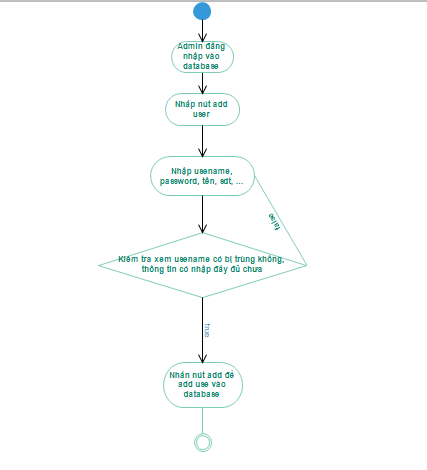 Admin đăng
nhập vào
database
Nhấp nút add
user
Nhập usename,
password, tên, sdt, ...
false
Kiểm tra xem usename có bị trùng không,
thông tin có nhập đầy đủ chưa
true
Nhấn nút add để
add use vào
database